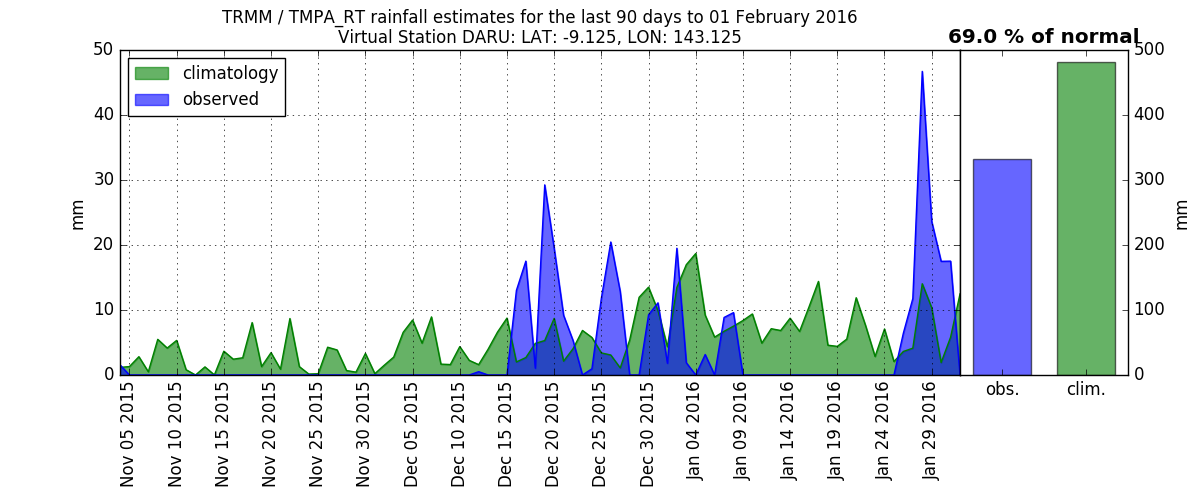 TRMM / TMPA_RT rainfall estimates for the last 90 days to 01 February 2016
Virtual Station DARU: LAT: -9.125, LON: 143.125
69.0 % of normal
climatology
observed
50
40
30
20
10
0
mm
500
400
300
200
100
0
mm
Nov 05 2015
Nov 10 2015
Nov 15 2015
Nov 20 2015
Nov 25 2015
Nov 30 2015
Dec 05 2015
Dec 10 2015
Dec 15 2015
Dec 20 2015
Dec 25 2015
Dec 30 2015
Jan 04 2016
Jan 09 2016
Jan 14 2016
Jan 19 2016
Jan 24 2016
Jan 29 2016
obs.
clim.